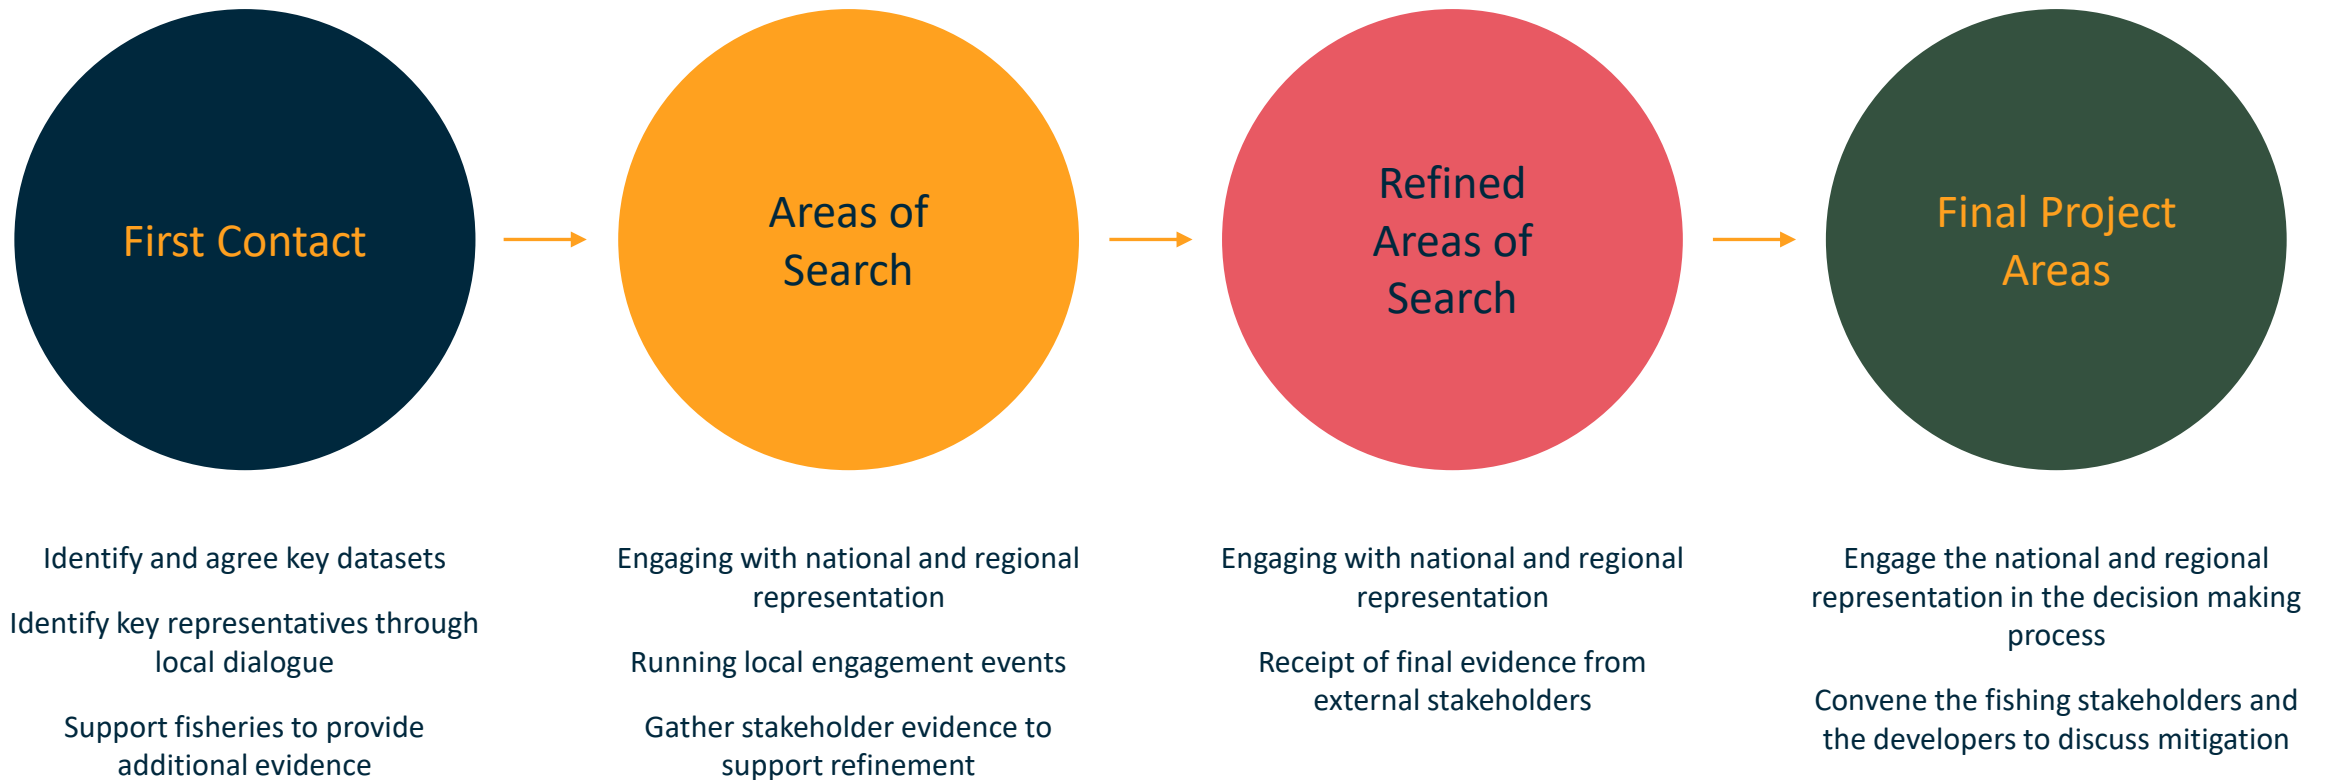 First Contact
Areas of
Search
Refined
Areas of
Search
Final Project
Areas
Identify and agree key datasets
Identify key representatives through
local dialogue
Support fisheries to provide
additional evidence
Engaging with national and regional
representation
Running local engagement events
Gather stakeholder evidence to
support refinement
Engaging with national and regional
representation
Receipt of final evidence from
external stakeholders
Engage the national and regional
representation in the decision making
process
Convene the fishing stakeholders and
the developers to discuss mitigation